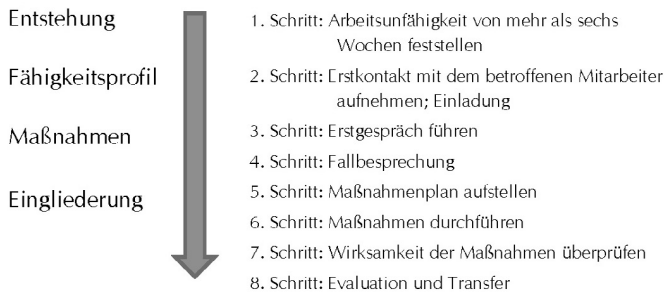 Entstehung
Fähigkeitsprofil
Maßnahmen
Eingliederung
1. Schritt: Arbeitsunfähigkeit von mehr als sechs
Wochen feststellen
2. Schritt: Erstkontakt mit dem betroffenen Mitarbeiter
aufnehmen; Einladung
3. Schritt: Erstgespräch führen
4. Schritt: Fallbesprechung
5. Schritt: Maßnahmenplan aufstellen
6. Schritt: Maßnahmen durchführen
7. Schritt: Wirksamkeit der Maßnahmen überprüfen
8. Schritt: Evaluation und Transfer